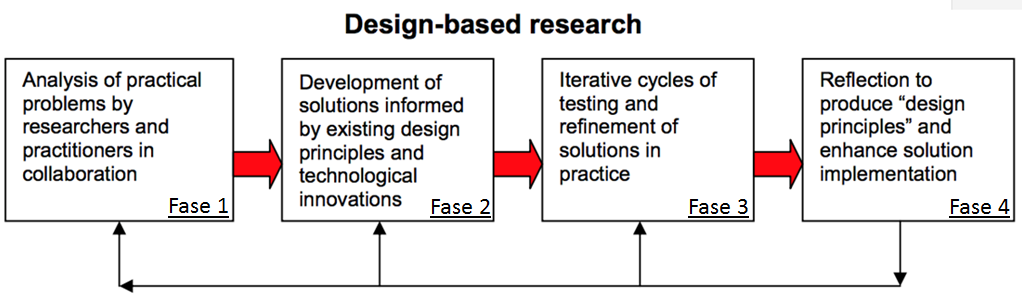 Design-based research
Analysis of practical
problems by
researchers and
practitioners in
collaboration
Fase 1
Development of
solutions informed
by existing design
principles and
technological
innovations
Fase 2
Iterative cycles of
testing and
refinement of
solutions in
practice
Fase 3
Reflection to
produce “design
principles” and
enhance solution
implementation
Fase 4